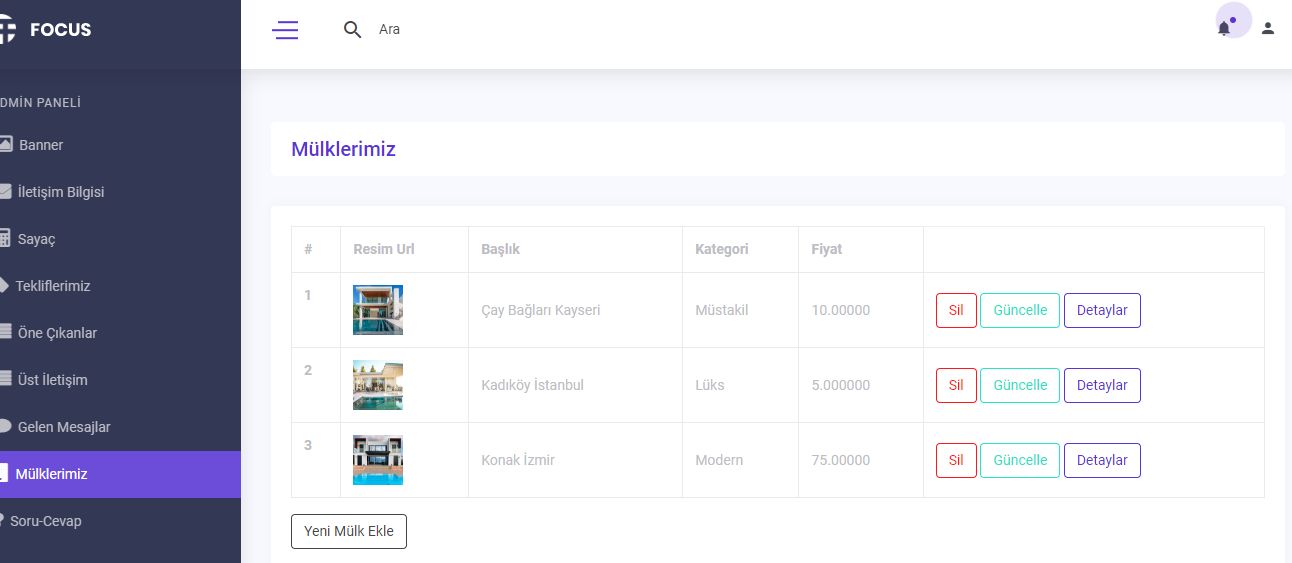 FOCUS
Ara
DMİN PANELİ
Banner
İletişim Bilgisi
Sayaç
Tekliflerimiz
Öne Çıkanlar
Üst İletişim
Gelen Mesajlar
Mülklerimiz
Soru-Cevap
Mülklerimiz
# Resim Url Başlık Kategori Fiyat
1 Çay Bağları Kayseri Müstakil 10.00000 Sil Güncelle Detaylar
2 Kadıköy İstanbul Lüks 5.000000 Sil Güncelle Detaylar
3 Konak İzmir Modern 75.00000 Sil Güncelle Detaylar
Yeni Mülk Ekle